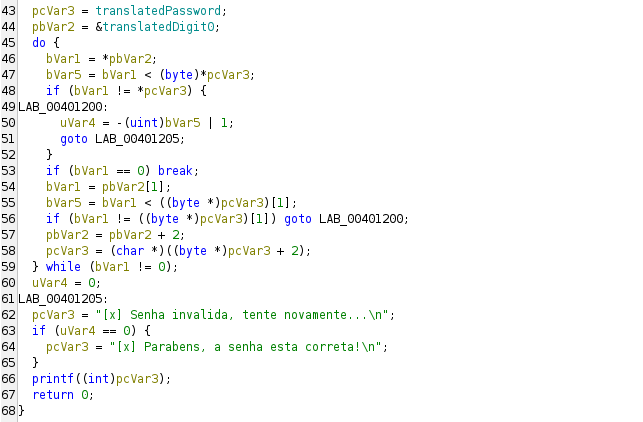 43 pcVar3 = translatedPassword;
44 pbVar2 = &translatedDigit0;
45 do {
46 bVar1 = *pbVar2;
47 bVar5 = bVar1 < (byte)*pcVar3;
48 if (bVar1 != *pcVar3) {
49 LAB_00401200:
50 uVar4 = -(uint)bVar5 | 1;
51 goto LAB_00401205;
52 }
53 if (bVar1 == 0) break;
54 bVar1 = pbVar2[1];
55 bVar5 = bVar1 < ((byte *)pcVar3)[1];
56 if (bVar1 != ((byte *)pcVar3)[1]) goto LAB_00401200;
57 pbVar2 = pbVar2 + 2;
58 pcVar3 = (char *)((byte *)pcVar3 + 2);
59 } while (bVar1 != 0);
60 uVar4 = 0;
61 LAB_00401205:
62 pcVar3 = "[x] Senha invalida, tente novamente...\n";
63 if (uVar4 == 0) {
64 pcVar3 = "[x] Parabens, a senha esta correta!\n";
65 }
66 printf((int)pcVar3);
67 return 0;
68 }